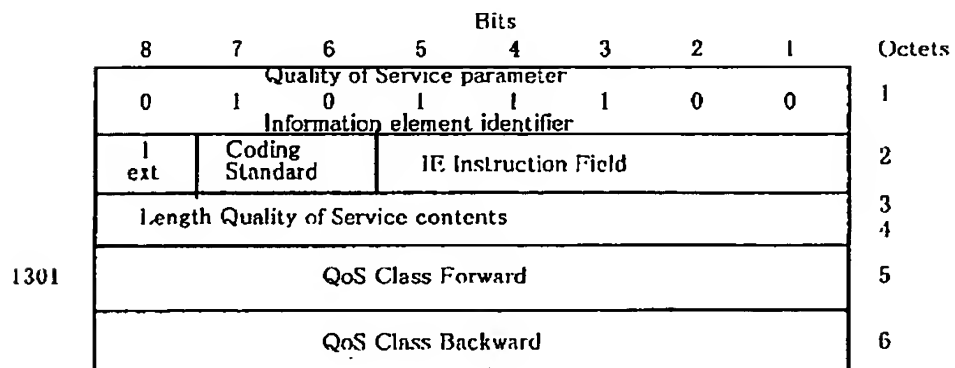 Bits
8 7 6 5 4 3 2 1 Octets
Quality of Service parameter
0 1 0 1 1 1 0 0 1
Information element identifier
1 ext
Coding Standard
IE Instruction Field
2
Length Quality of Service contents
3
4
1301 QoS Class Forward 5
QoS Class Backward 6